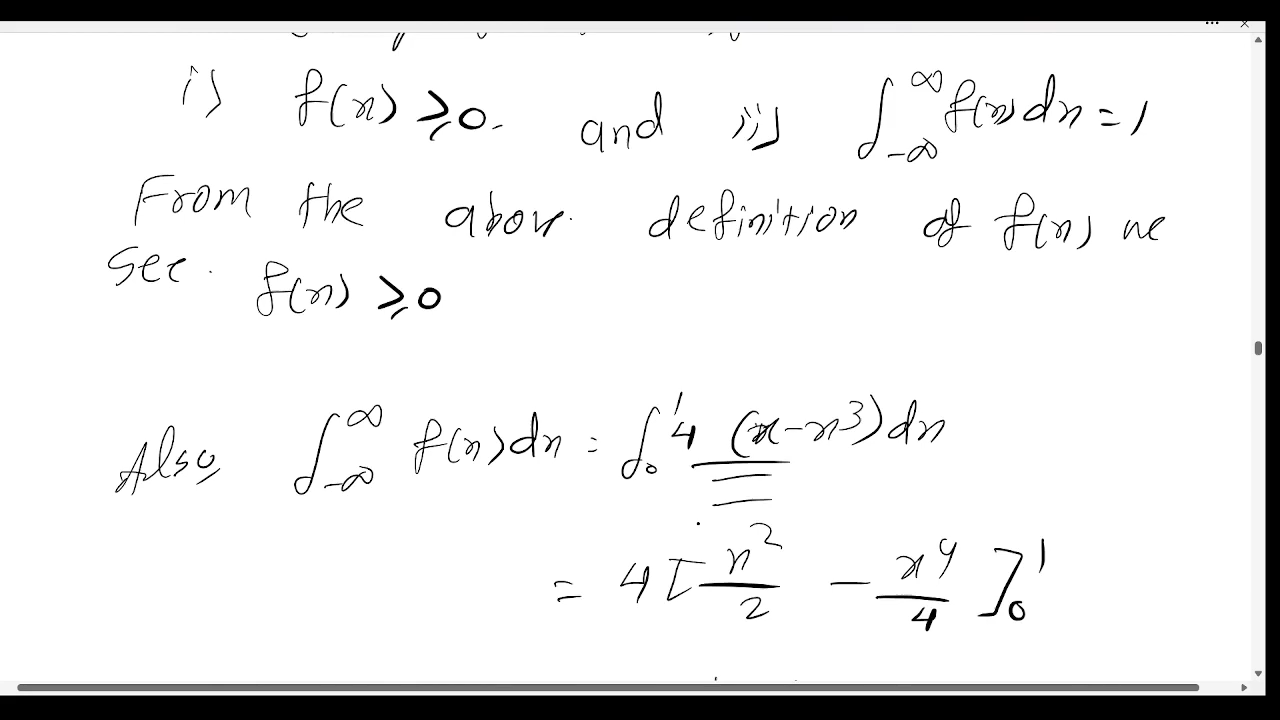 i) f(x) ≥ 0. and ii) ∫_{-∞}^{∞} f(x) dx = 1
From the above definition of f(x) we
see. f(x) ≥ 0
Also, ∫_{-∞}^{∞} f(x) dx = ∫_0^1 4 (x - x^3) dx
= 4 [x^2/2 - x^4/4]_0^1